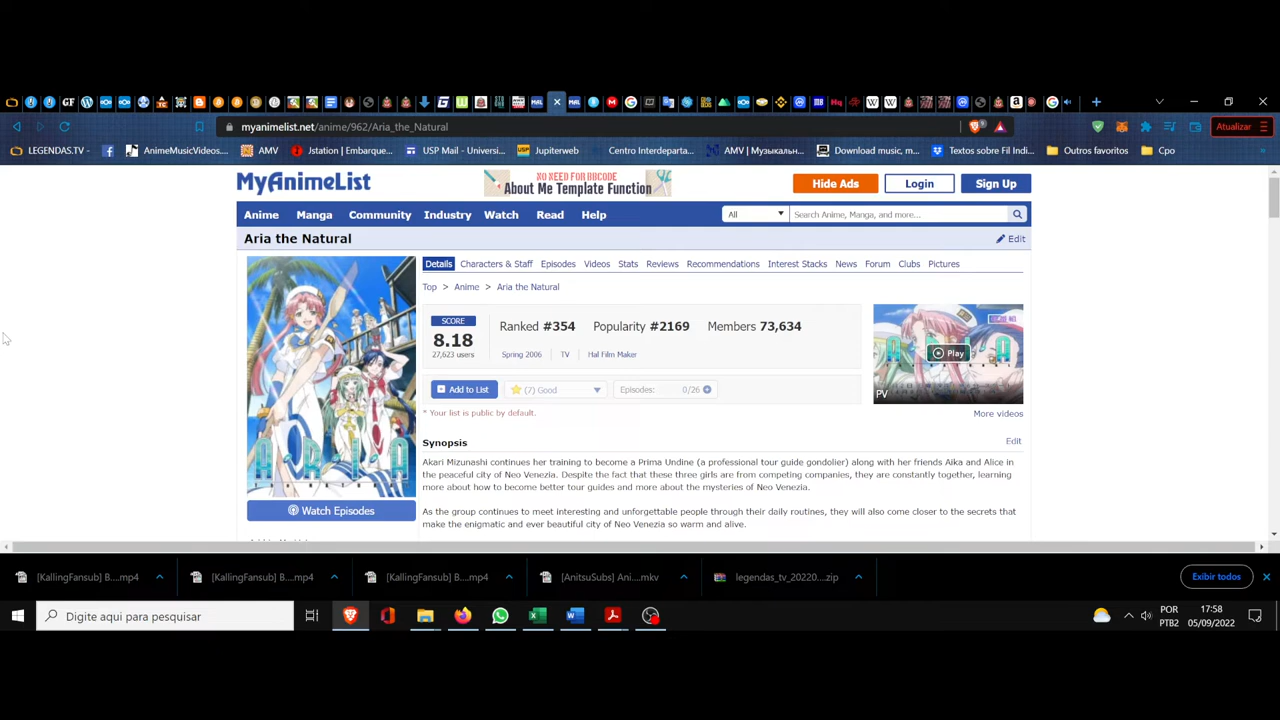 myanimelist.net/anime/962/Aria_the_Natural
Atualizar
LEGENDAS.TV -
AnimeMusicVideos....
AMV
Jstation | Embarque...
USP Mail - Universi...
Jupiterweb
Centro Interdeparta...
AMV | Музыкальн...
Download music, m...
Textos sobre Fil Indi...
Outros favoritos
Cpo
MyAnimeList
NO NEED FOR BBCODE
About Me Template Function
Hide Ads
Login
Sign Up
Anime Manga Community Industry Watch Read Help
All
Search Anime, Manga, and more...
Aria the Natural
Edit
Details Characters & Staff Episodes Videos Stats Reviews Recommendations Interest Stacks News Forum Clubs Pictures
Top > Anime > Aria the Natural
SCORE
8.18
27,623 users
Ranked #354 Popularity #2169 Members 73,634
Spring 2006 TV Hal Film Maker
Add to List
(7) Good
Episodes: 0/26
* Your list is public by default.
ARIA
Play
PV
More videos
Synopsis
Edit
Akari Mizunashi continues her training to become a Prima Undine (a professional tour guide gondolier) along with her friends Aika and Alice in
the peaceful city of Neo Venezia. Despite the fact that these three girls are from competing companies, they are constantly together, learning
more about how to become better tour guides and more about the mysteries of Neo Venezia.
As the group continues to meet interesting and unforgettable people through their daily routines, they will also come closer to the secrets that
make the enigmatic and ever beautiful city of Neo Venezia so warm and alive.
Watch Episodes
[KallingFansub] B....mp4
[KallingFansub] B....mp4
[KallingFansub] B....mp4
[AnitsuSubs] Ani....mkv
legendas_tv_20220....zip
Exibir todos
Digite aqui para pesquisar
POR
PTB2
17:58
05/09/2022